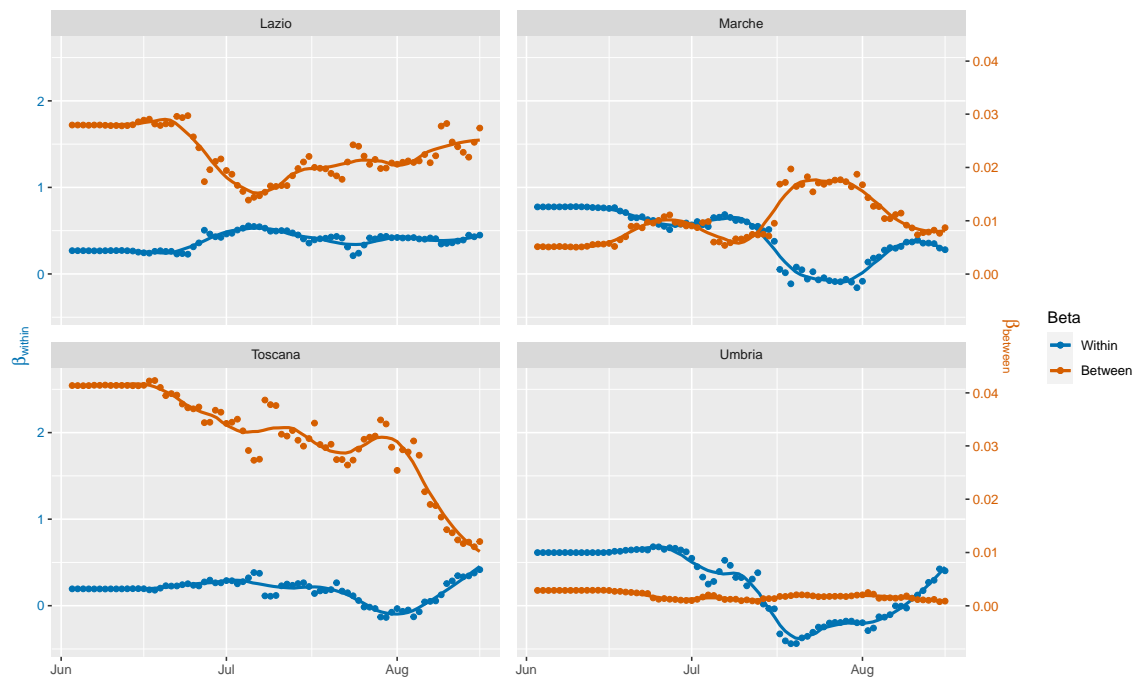 Lazio
Marche
2
1
0
0.04
0.03
0.02
0.01
0.00
βwithin
βbetween
Beta
Within
Between
Toscana
Umbria
2
1
0
0.04
0.03
0.02
0.01
0.00
Jun
Jul
Aug
Jun
Jul
Aug